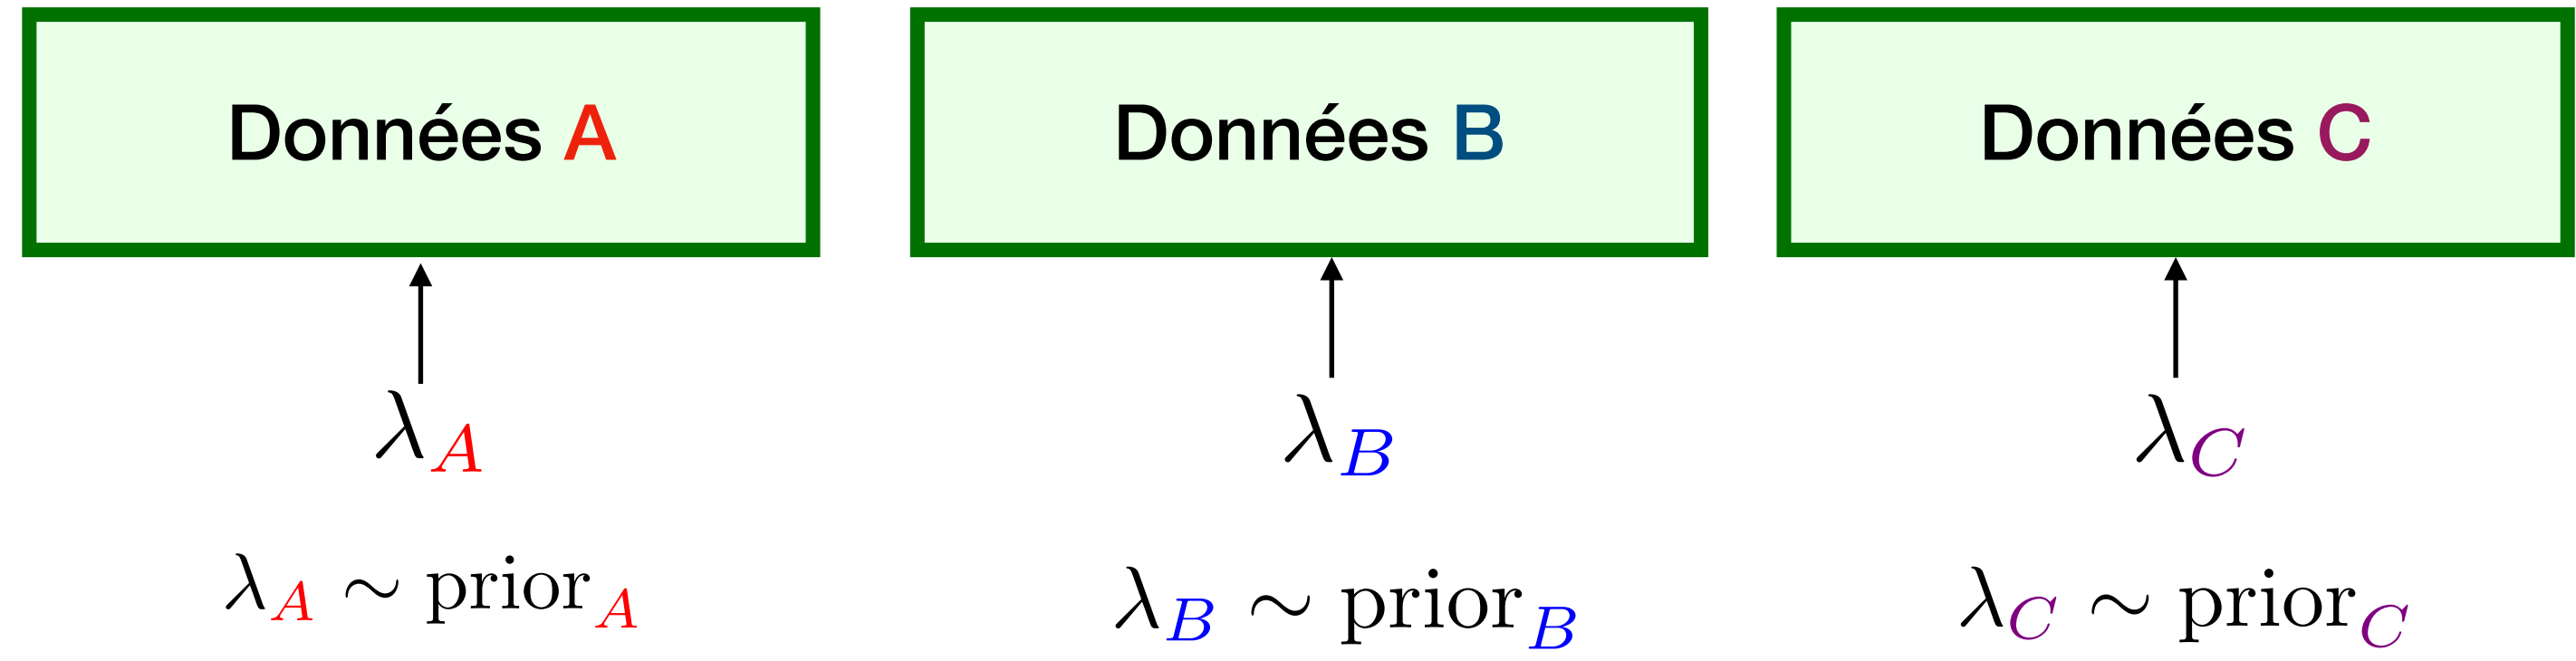 Données A
Données B
Données C
λ_A
λ_B
λ_C
λ_A ∼ prior_A
λ_B ∼ prior_B
λ_C ∼ prior_C